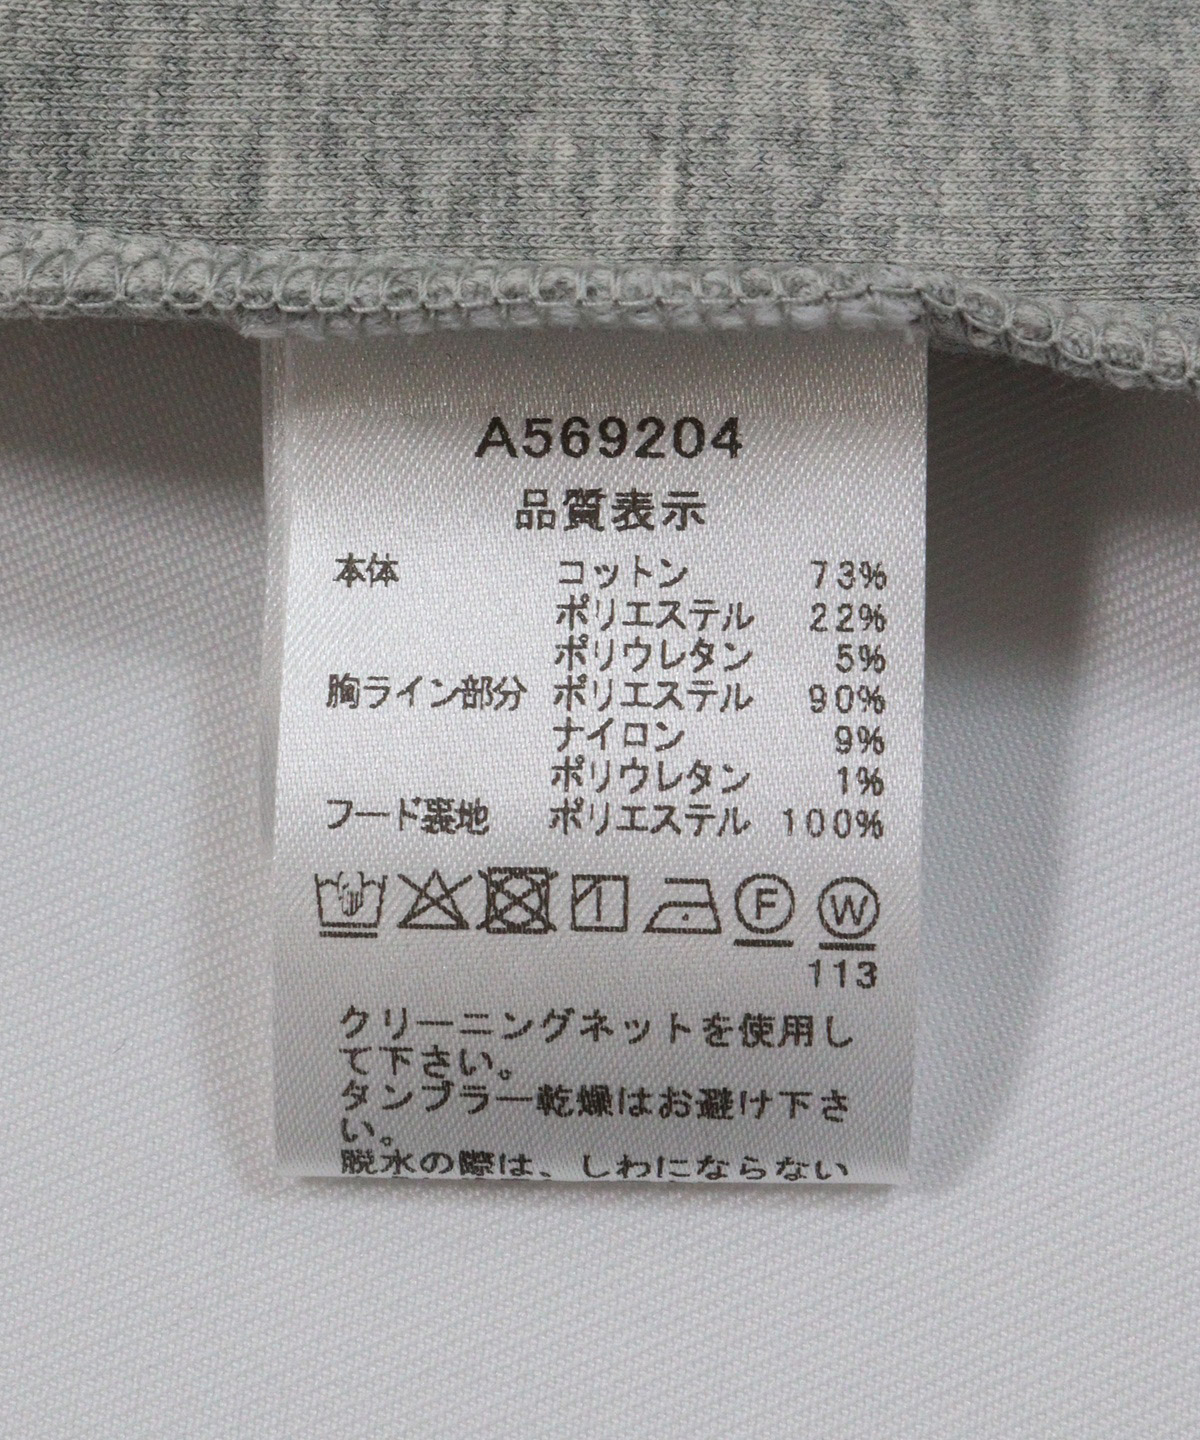 A569204
品質表示
本体 コットン 73%
ポリエステル 22%
ポリウレタン 5%
胸ライン部分 ポリエステル 90%
ナイロン 9%
ポリウレタン 1%
フード裏地 ポリエステル 100%
F W
113
クリーニングネットを使用し
て下さい。
タンブラー乾燥はお避け下さ
い。
脱水の際は、しわにならない